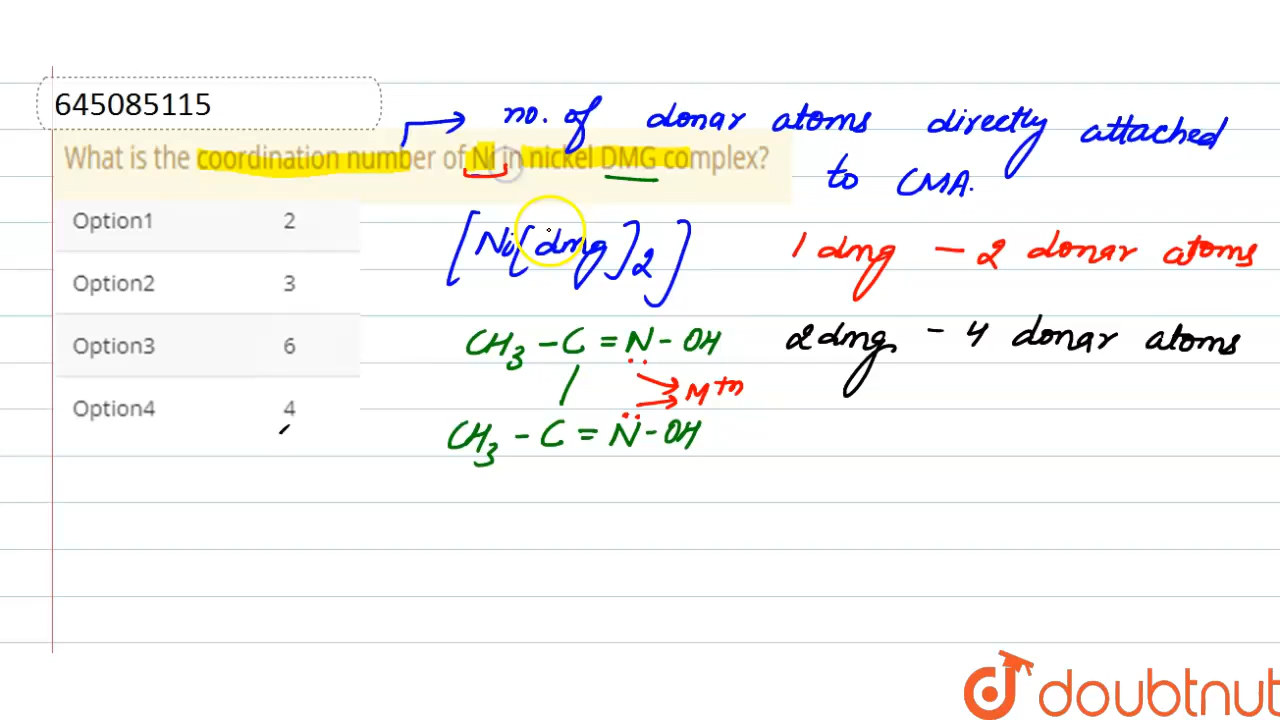 645085115
no. of donar atoms directly attached
to CMA.
What is the coordination number of Ni in nickel DMG complex?
Option1 2
Option2 3
Option3 6
Option4 4
[Ni[dmg]2]
1 dmg - 2 donar atoms
2 dmg - 4 donar atoms
CH3 - C = N - OH
M+n
CH3 - C = N - OH
doubtnut